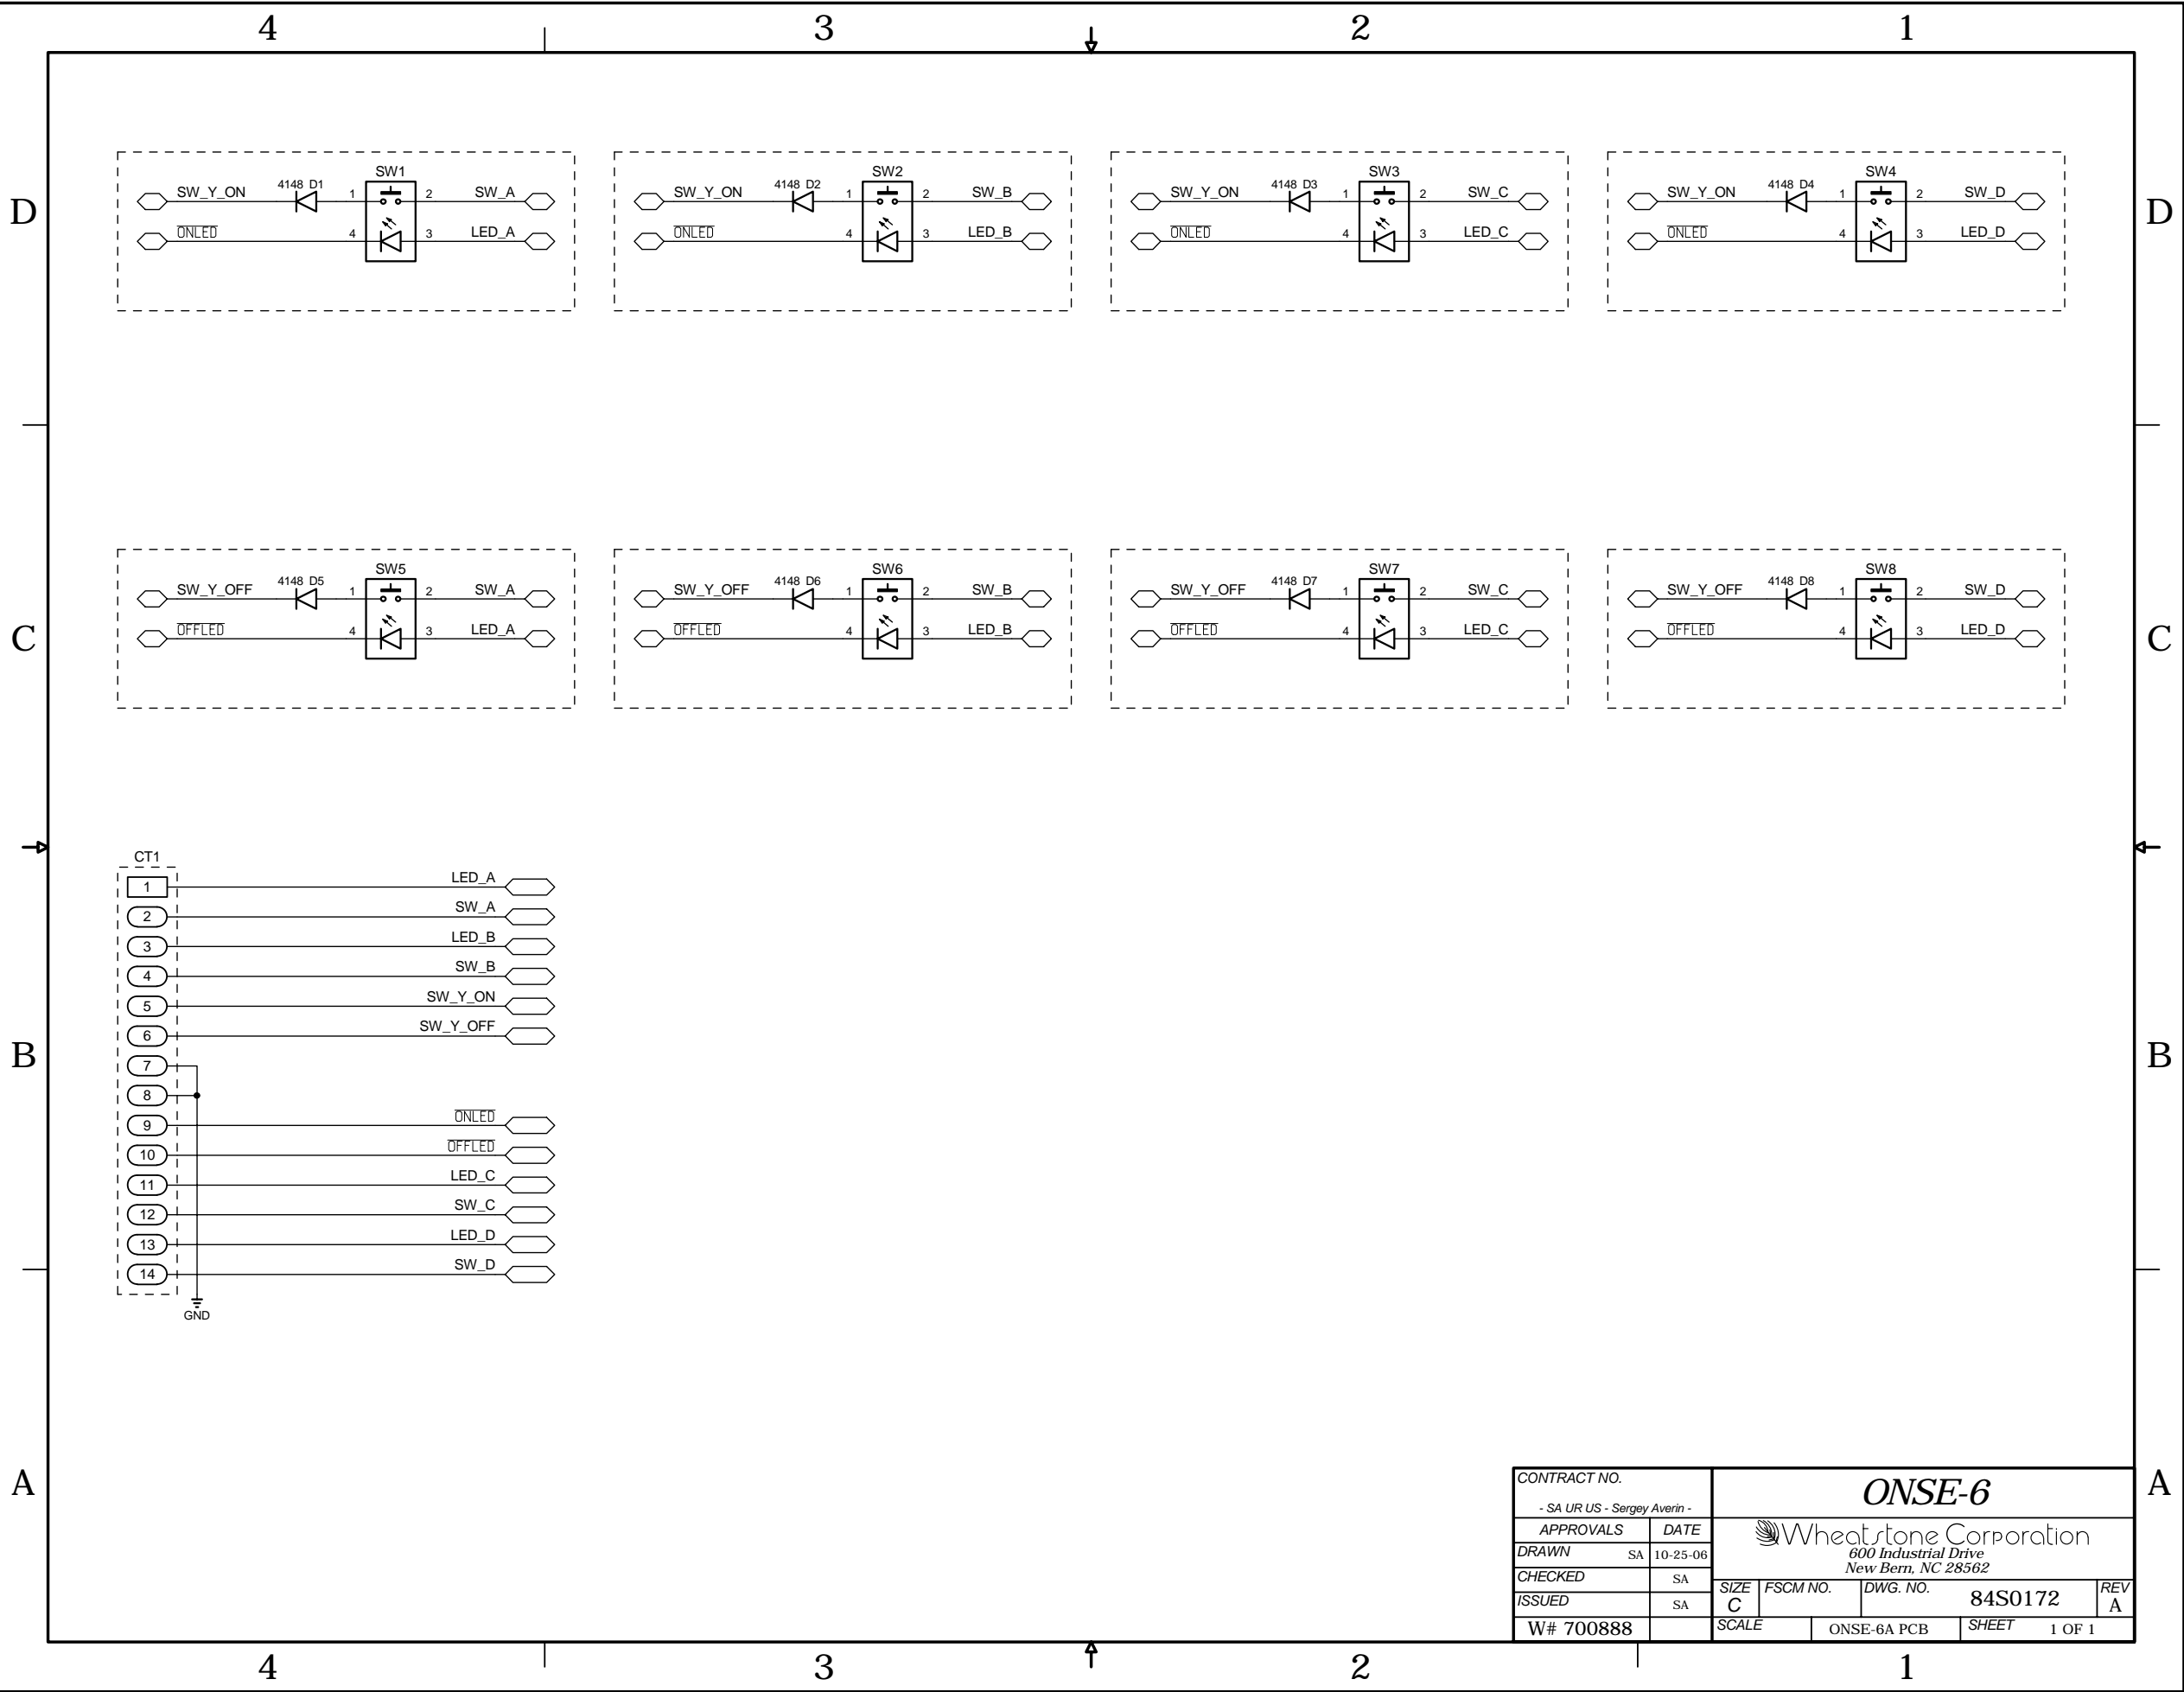 4 3 2 1
D D
SW1
SW_Y_ON 4148 D1 1 2 SW_A
ONLED 4 3 LED_A
SW2
SW_Y_ON 4148 D2 1 2 SW_B
ONLED 4 3 LED_B
SW3
SW_Y_ON 4148 D3 1 2 SW_C
ONLED 4 3 LED_C
SW4
SW_Y_ON 4148 D4 1 2 SW_D
ONLED 4 3 LED_D
C C
SW5
SW_Y_OFF 4148 D5 1 2 SW_A
OFFLED 4 3 LED_A
SW6
SW_Y_OFF 4148 D6 1 2 SW_B
OFFLED 4 3 LED_B
SW7
SW_Y_OFF 4148 D7 1 2 SW_C
OFFLED 4 3 LED_C
SW8
SW_Y_OFF 4148 D8 1 2 SW_D
OFFLED 4 3 LED_D
CT1
1 LED_A
2 SW_A
3 LED_B
4 SW_B
5 SW_Y_ON
6 SW_Y_OFF
B B
7
8
9 ONLED
10 OFFLED
11 LED_C
12 SW_C
13 LED_D
14 SW_D
GND
A A
CONTRACT NO.
- SA UR US - Sergey Averin -
APPROVALS DATE
DRAWN SA 10-25-06
CHECKED SA
ISSUED SA
W# 700888
ONSE-6
Wheatstone Corporation
600 Industrial Drive
New Bern, NC 28562
SIZE FSCM NO. DWG. NO. REV
C 84S0172 A
SCALE ONSE-6A PCB SHEET 1 OF 1
4 3 2 1